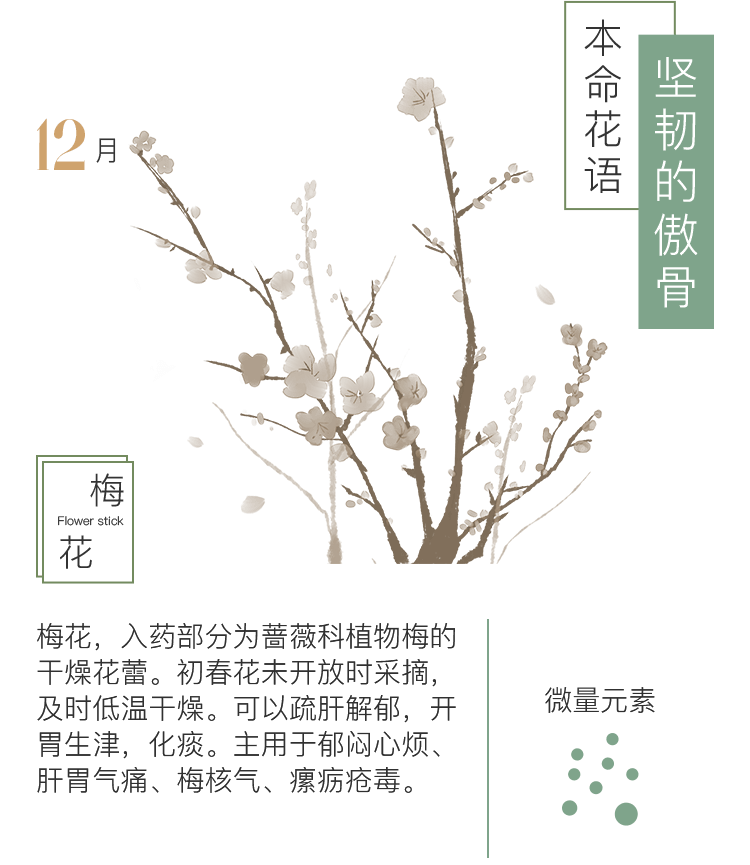 本命花语
坚韧的傲骨
12月
梅
Flower stick
花
梅花，入药部分为蔷薇科植物梅的
干燥花蕾。初春花未开放时采摘，
及时低温干燥。可以疏肝解郁，开
胃生津，化痰。主用于郁闷心烦、
肝胃气痛、梅核气、瘰疬疮毒。
微量元素